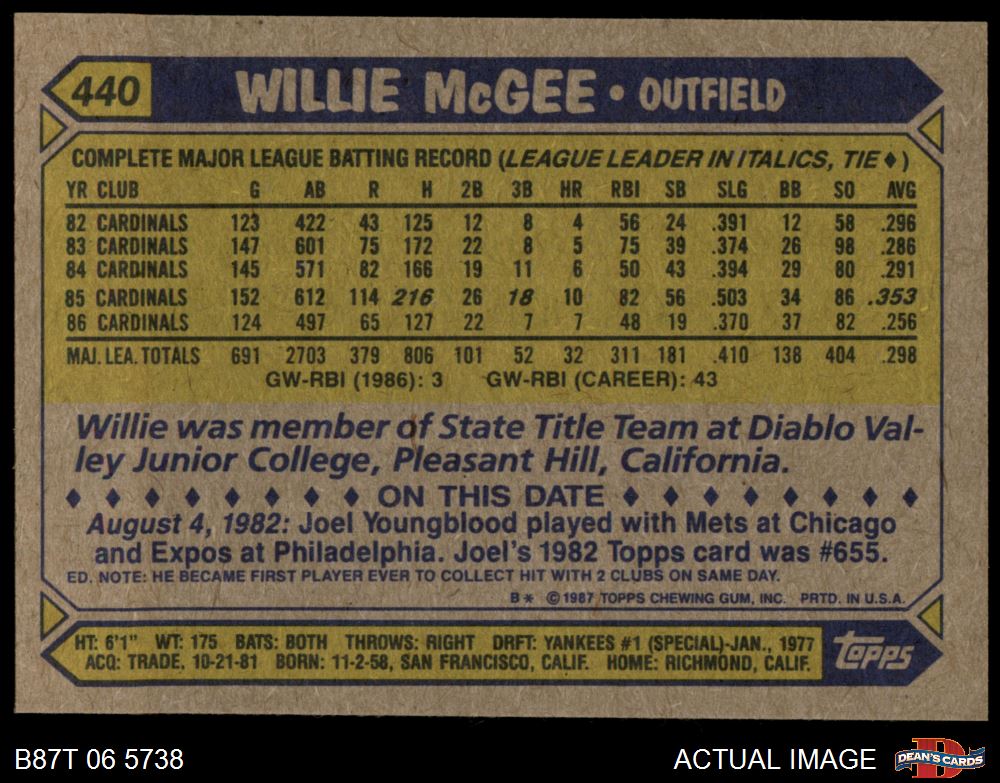 440 WILLIE McGEE • OUTFIELD
COMPLETE MAJOR LEAGUE BATTING RECORD (LEAGUE LEADER IN ITALICS, TIE ♦)
YR CLUB G AB R H 2B 3B HR RBI SB SLG BB SO AVG
82 CARDINALS 123 422 43 125 12 8 4 56 24 .391 12 58 .296
83 CARDINALS 147 601 75 172 22 8 5 75 39 .374 26 98 .286
84 CARDINALS 145 571 82 166 19 11 6 50 43 .394 29 80 .291
85 CARDINALS 152 612 114 216 26 18 10 82 56 .503 34 86 .353
86 CARDINALS 124 497 65 127 22 7 7 48 19 .370 37 82 .256
MAJ. LEA. TOTALS 691 2703 379 806 101 52 32 311 181 .410 138 404 .298
GW-RBI (1986): 3 GW-RBI (CAREER): 43
Willie was member of State Title Team at Diablo Val-
ley Junior College, Pleasant Hill, California.
♦ ♦ ♦ ♦ ♦ ♦ ♦ ♦ ON THIS DATE ♦ ♦ ♦ ♦ ♦ ♦ ♦ ♦
August 4, 1982: Joel Youngblood played with Mets at Chicago
and Expos at Philadelphia. Joel's 1982 Topps card was #655.
ED. NOTE: HE BECAME FIRST PLAYER EVER TO COLLECT HIT WITH 2 CLUBS ON SAME DAY.
B* © 1987 TOPPS CHEWING GUM, INC. PRTD. IN U.S.A.
HT: 6'1" WT: 175 BATS: BOTH THROWS: RIGHT DRFT: YANKEES #1 (SPECIAL)-JAN., 1977
ACQ: TRADE, 10-21-81 BORN: 11-2-58, SAN FRANCISCO, CALIF. HOME: RICHMOND, CALIF.
Topps
B87T 06 5738 ACTUAL IMAGE D DEAN'S CARDS